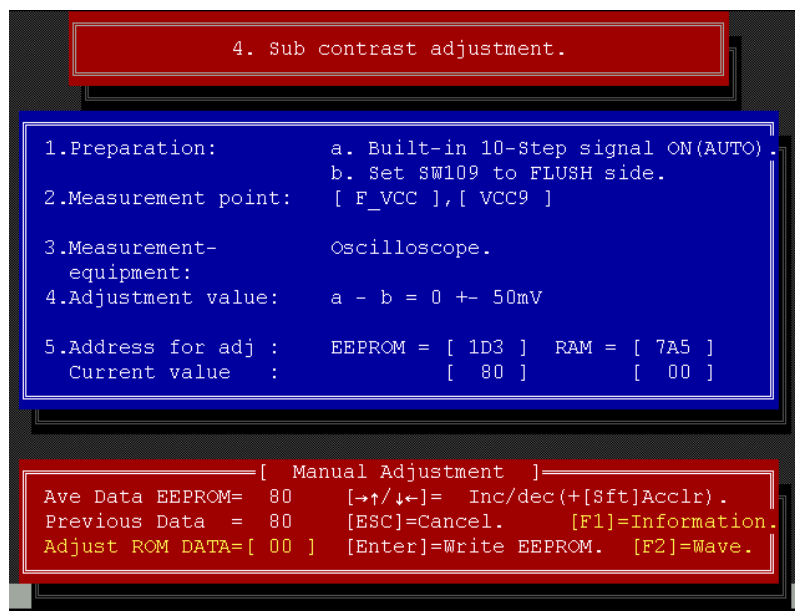 4. Sub contrast adjustment.
1.Preparation: a. Built-in 10-Step signal ON(AUTO).
b. Set SW109 to FLUSH side.
2.Measurement point: [ F_VCC ],[ VCC9 ]
3.Measurement- Oscilloscope.
equipment:
4.Adjustment value: a - b = 0 +- 50mV
5.Address for adj : EEPROM = [ 1D3 ] RAM = [ 7A5 ]
Current value : [ 80 ] [ 00 ]
[ Manual Adjustment ]
Ave Data EEPROM= 80 [→↑/↓←]= Inc/dec(+[Sft]Acclr).
Previous Data = 80 [ESC]=Cancel. [F1]=Information.
Adjust ROM DATA=[ 00 ] [Enter]=Write EEPROM. [F2]=Wave.